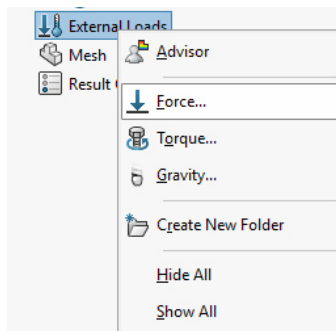 External Loads
Mesh
Result
Advisor
Force...
Torque...
Gravity...
Create New Folder
Hide All
Show All